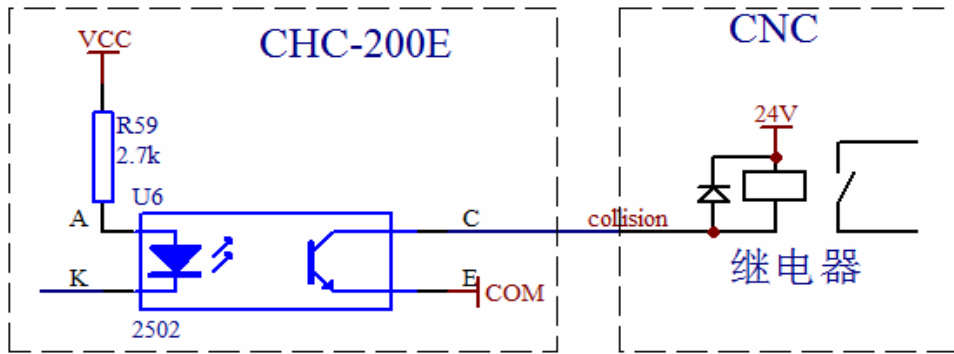 CHC-200E
VCC
R59
2.7k
U6
A
K
C
E
COM
2502
collision
CNC
24V
继电器